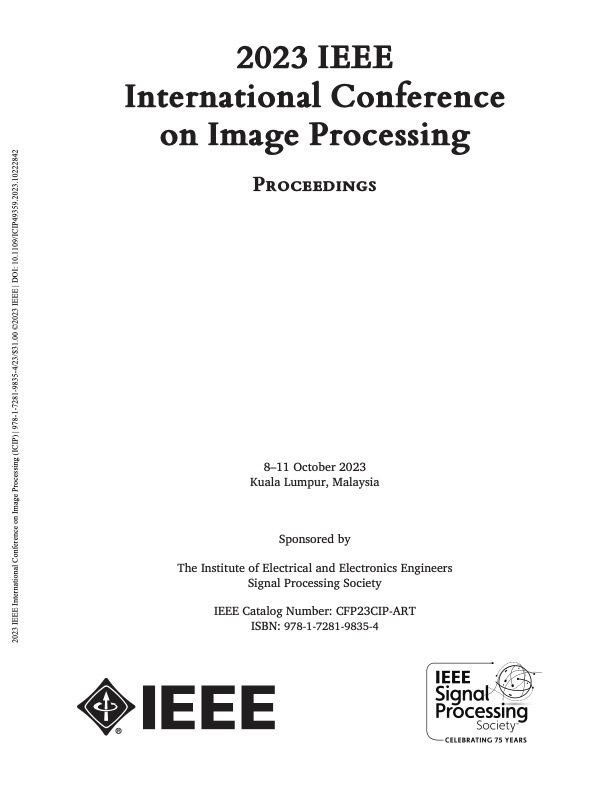 2023 IEEE
International Conference
on Image Processing
PROCEEDINGS
2023 IEEE International Conference on Image Processing (ICIP) | 978-1-7281-9835-4/23/$31.00 ©2023 IEEE | DOI: 10.1109/ICIP49359.2023.10222842
8–11 October 2023
Kuala Lumpur, Malaysia
Sponsored by
The Institute of Electrical and Electronics Engineers
Signal Processing Society
IEEE Catalog Number: CFP23CIP-ART
ISBN: 978-1-7281-9835-4
IEEE
®
IEEE
Signal
Processing
Society
CELEBRATING 75 YEARS